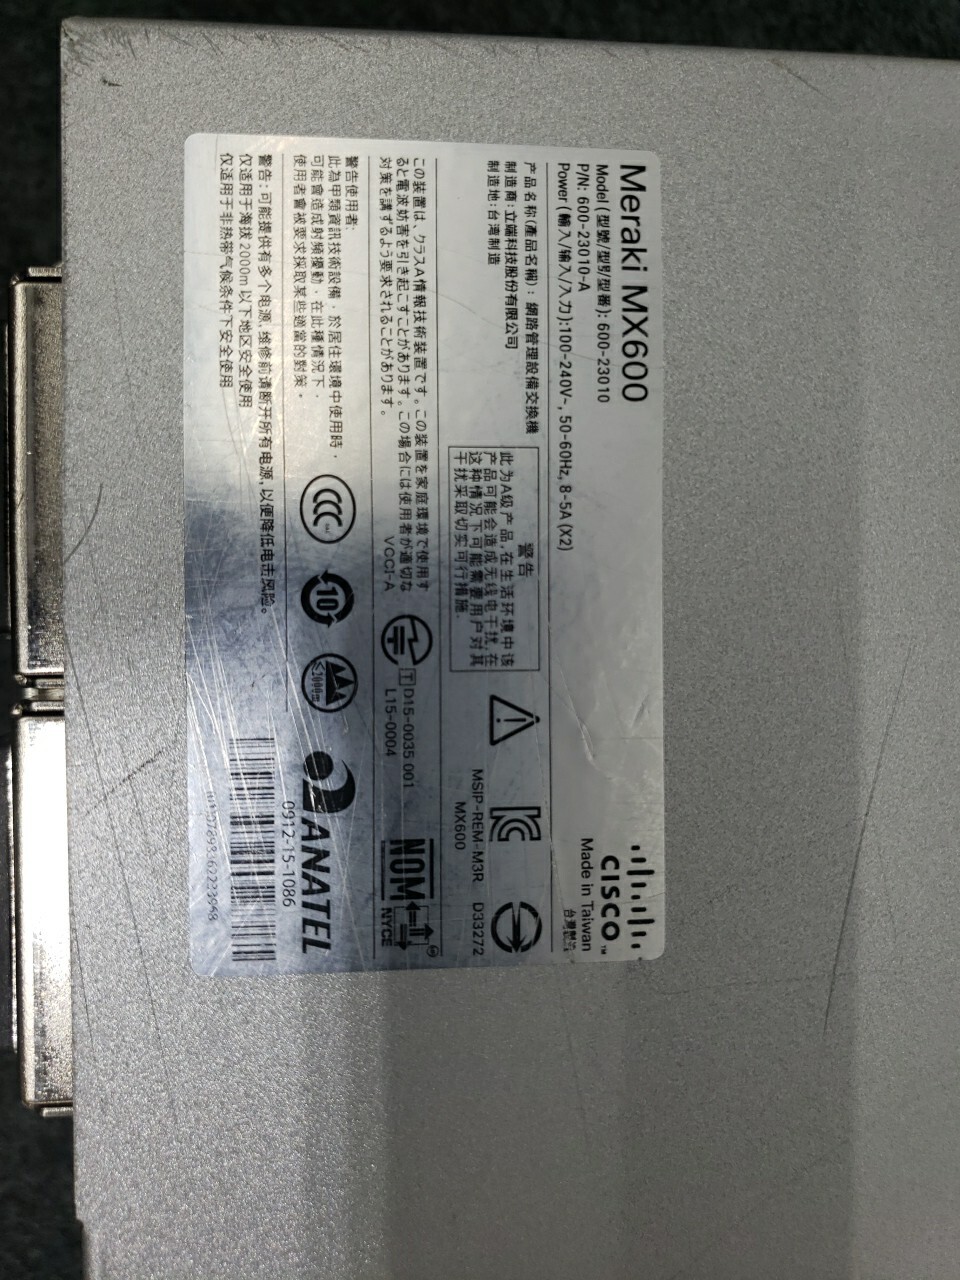 Meraki MX600
Model (型號/型号/型番): 600-23010
P/N: 600-23010-A
Power (輸入/输入/入力):100-240V~, 50-60Hz, 8-5A (X2)
CISCO™
Made in Taiwan
台灣製造
产品名称(產品名稱): 網路管理設備交換機
制造商: 立端科技股份有限公司
制造地: 台湾制造
警告
此为A级产品,在生活环境中该
产品可能会造成无线电干扰,在
这种情况下可能需要用户对其
干扰采取切实可行措施.
MSIP-REM-M3R
MX600
D33272
この装置は、クラスA情報技術装置です。この装置を家庭環境で使用す
ると電波妨害を引き起こすことがあります。この場合には使用者が適切な
対策を講ずるよう要求されることがあります。
VCCI-A
T D15-0035 001
L15-0004
NOM
NYCE
警告使用者:
此為甲類資訊技術設備,於居住環境中使用時,
可能會造成射頻擾動,在此種情況下,
使用者會被要求採取某些適當的對策。
CCC
10
≤2000m
ANATEL
0912-15-1086
警告: 可能提供有多个电源, 维修前请断开所有电源, 以便降低电击风险。
仅适用于海拔 2000m 以下地区安全使用
仅适用于非热带气候条件下安全使用